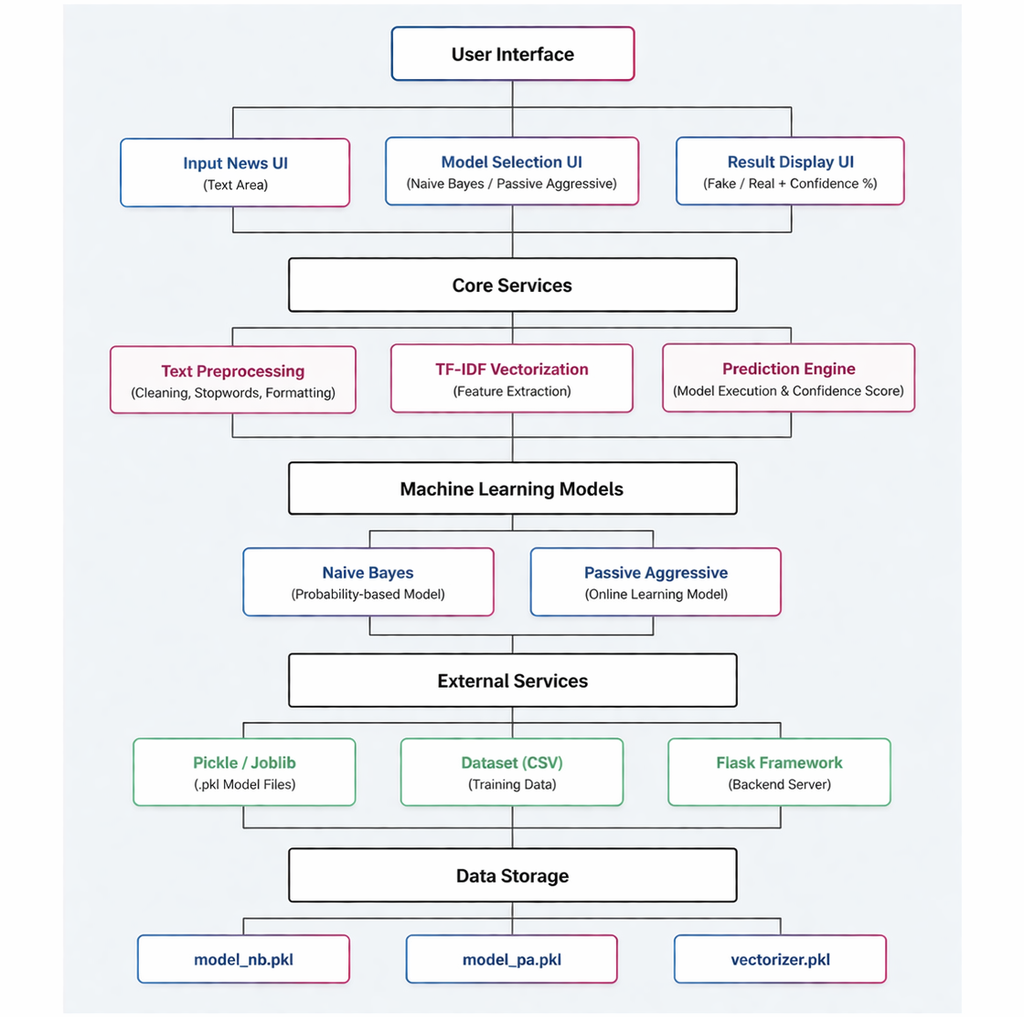 User Interface
Input News UI
(Text Area)
Model Selection UI
(Naive Bayes / Passive Aggressive)
Result Display UI
(Fake / Real + Confidence %)
Core Services
Text Preprocessing
(Cleaning, Stopwords, Formatting)
TF-IDF Vectorization
(Feature Extraction)
Prediction Engine
(Model Execution & Confidence Score)
Machine Learning Models
Naive Bayes
(Probability-based Model)
Passive Aggressive
(Online Learning Model)
External Services
Pickle / Joblib
(.pkl Model Files)
Dataset (CSV)
(Training Data)
Flask Framework
(Backend Server)
Data Storage
model_nb.pkl
model_pa.pkl
vectorizer.pkl